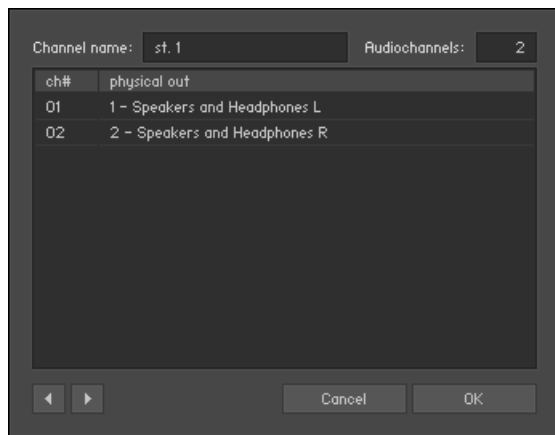 Channel name: st. 1 Audiochannels: 2
ch# physical out
01 1 - Speakers and Headphones L
02 2 - Speakers and Headphones R
Cancel OK